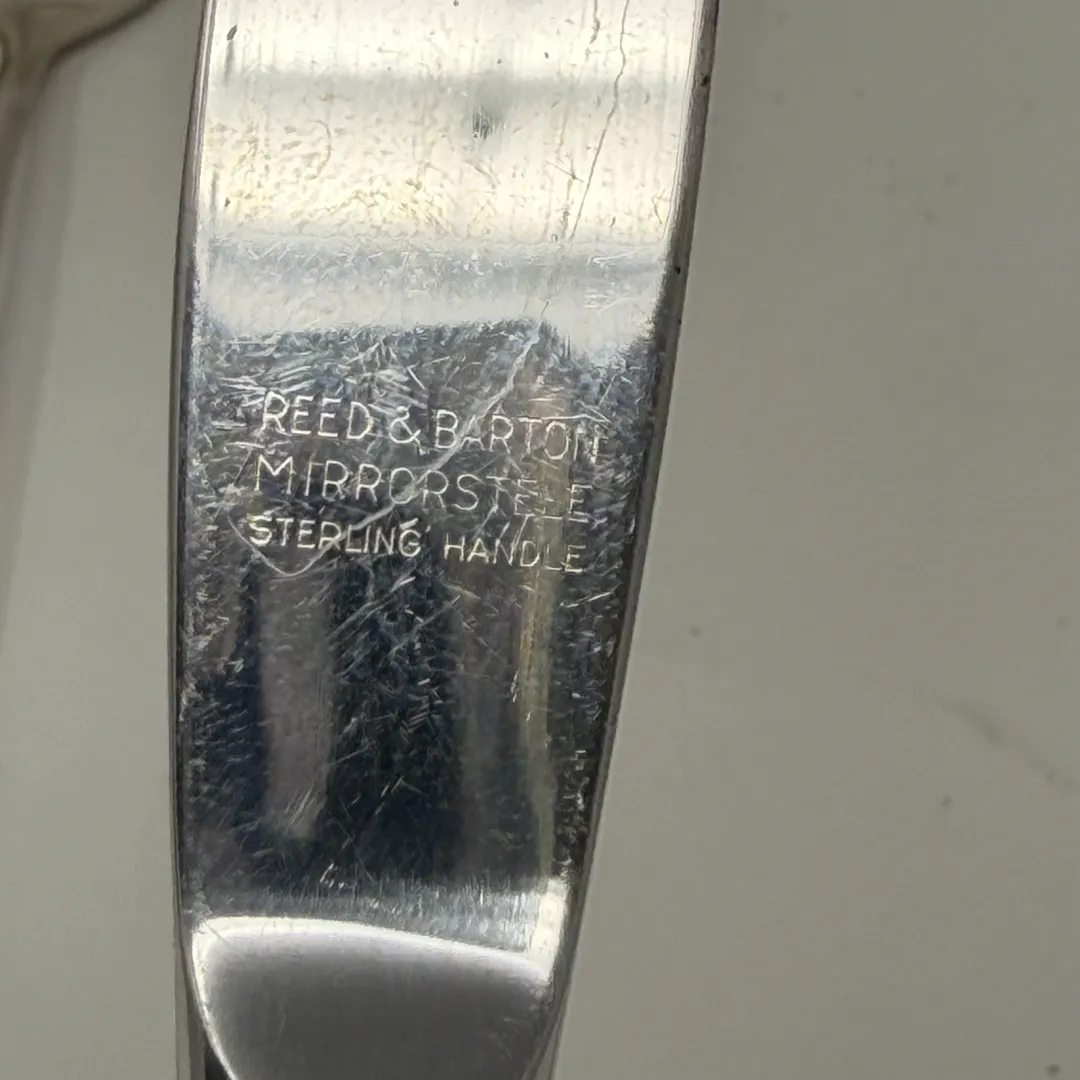 REED & BARTON
MIRRORSTELE
STERLING HANDLE